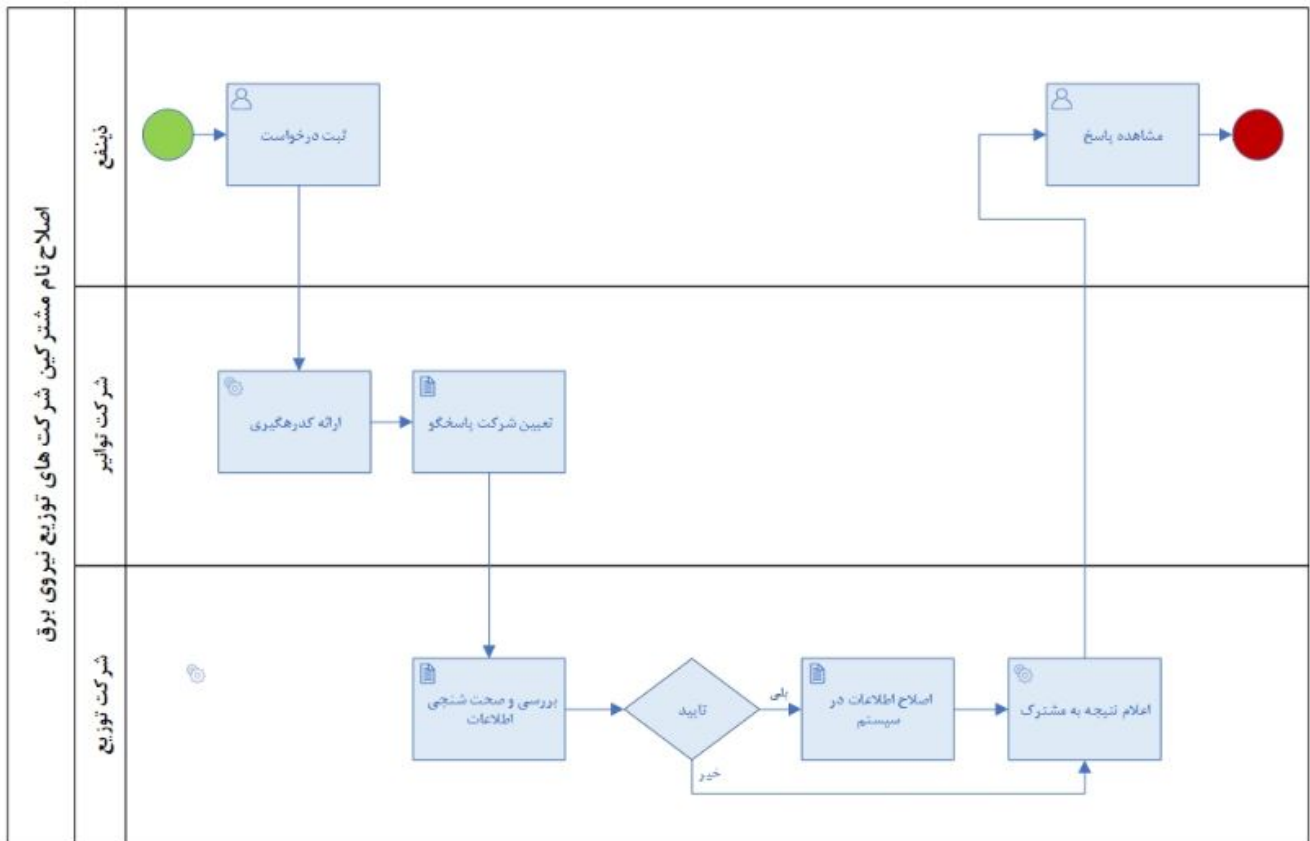 اصلاح نام مشترکین شرکت های توزیع نیروی برق
ذینفع
ثبت درخواست
مشاهده پاسخ
شرکت توانیر
ارائه کدرهگیری
تعیین شرکت پاسخگو
شرکت توزیع
بررسی و صحت شنجی
اطلاعات
تایید
بلی
خیر
اصلاح اطلاعات در
سیستم
اعلام نتیجه به مشترک